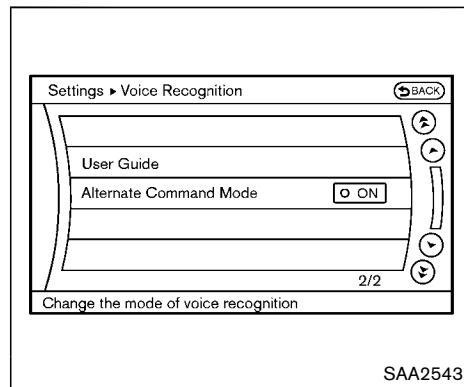 Settings ▸ Voice Recognition
BACK
User Guide
Alternate Command Mode
ON
2/2
Change the mode of voice recognition
SAA2543